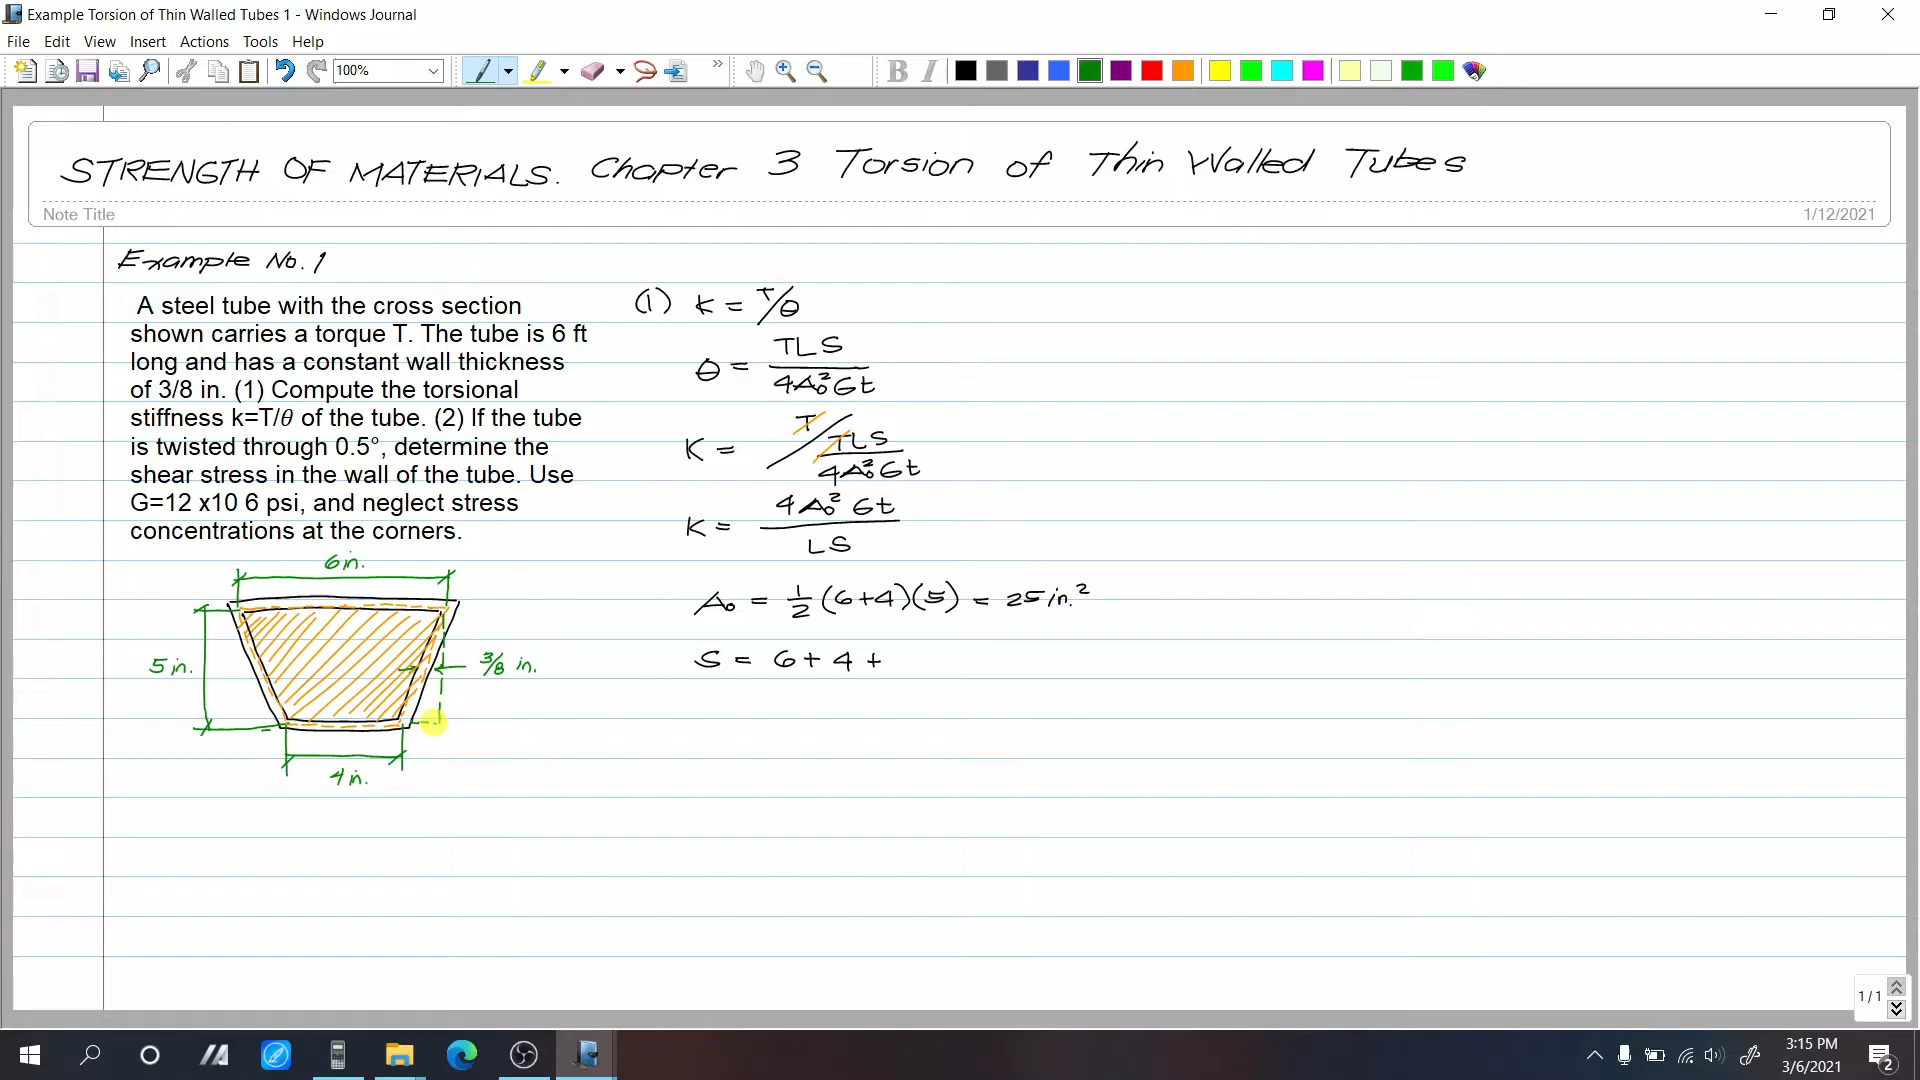 Example Torsion of Thin Walled Tubes 1 - Windows Journal
File Edit View Insert Actions Tools Help
100%
STRENGTH OF MATERIALS. Chapter 3 Torsion of Thin Walled Tubes
Note Title
1/12/2021
Example No. 1
A steel tube with the cross section
shown carries a torque T. The tube is 6 ft
long and has a constant wall thickness
of 3/8 in. (1) Compute the torsional
stiffness k=T/θ of the tube. (2) If the tube
is twisted through 0.5°, determine the
shear stress in the wall of the tube. Use
G=12 x10 6 psi, and neglect stress
concentrations at the corners.
6 in.
5 in.
3/8 in.
4 in.
(1) K = T/θ
θ = TLS / 4A₀²Gt
K = T / (TLS / 4A₀²Gt)
K = 4A₀² Gt / LS
A₀ = 1/2 (6+4)(5) = 25 in.²
S = 6 + 4 +
1/1
3:15 PM
3/6/2021
2